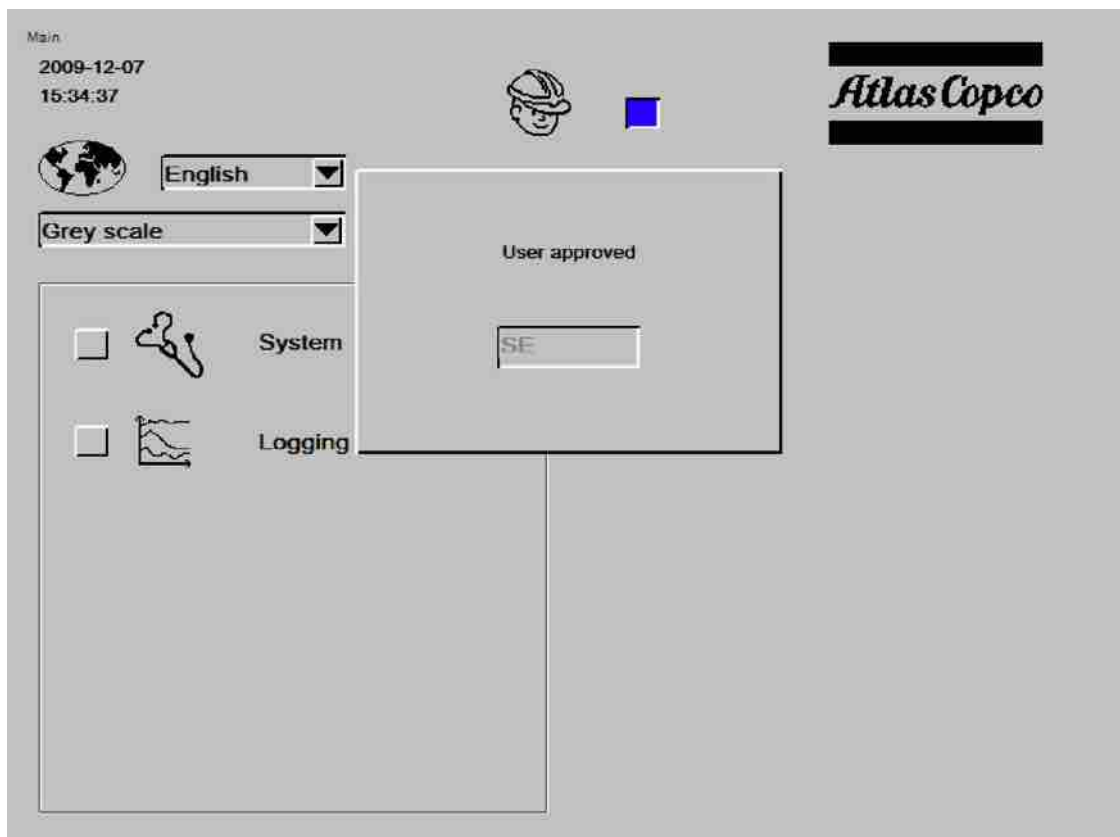 Main
2009-12-07
15:34:37
Atlas Copco
English
Grey scale
User approved
SE
System
Logging